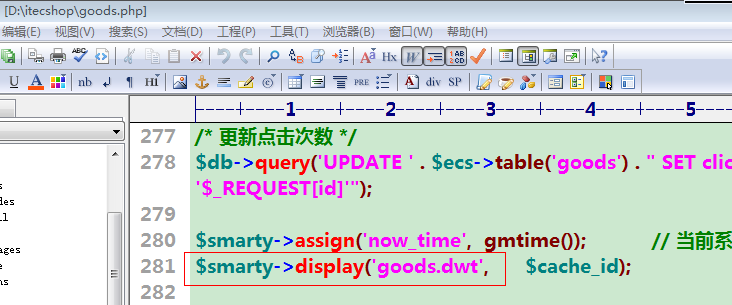 [D:\itecshop\goods.php]
编辑(E) 视图(V) 搜索(S) 文档(D) 工程(P) 工具(T) 浏览器(B) 窗口(W) 帮助(H)
U A nb ¶ Hi PRE A div SP
1 2 3 4 5
277 /* 更新点击次数 */
278 $db->query('UPDATE ' . $ecs->table('goods') . " SET clic
'$_REQUEST[id]'");
279
280 $smarty->assign('now_time', gmtime()); // 当前系
281 $smarty->display('goods.dwt', $cache_id);
282